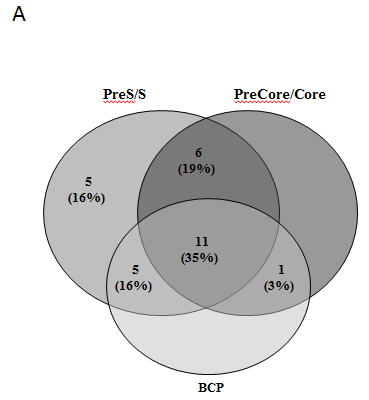 A
PreS/S
PreCore/Core
6
(19%)
5
(16%)
11
(35%)
5
(16%)
1
(3%)
BCP